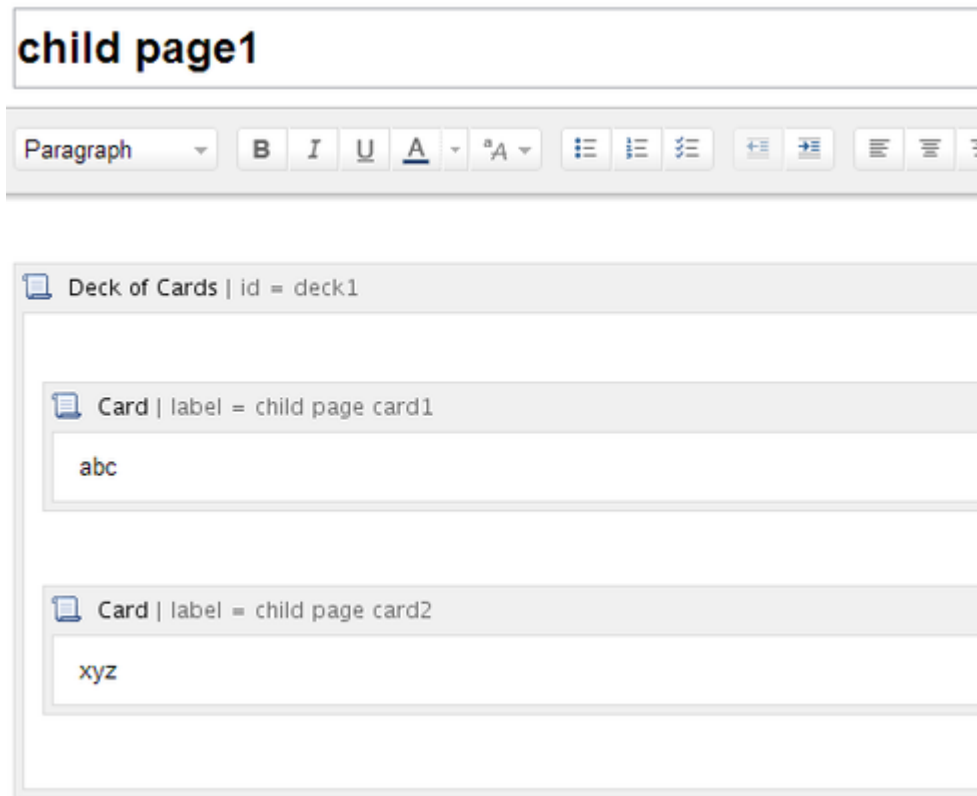 child page1
Paragraph B I U A ᵃA
Deck of Cards | id = deck1
Card | label = child page card1
abc
Card | label = child page card2
xyz